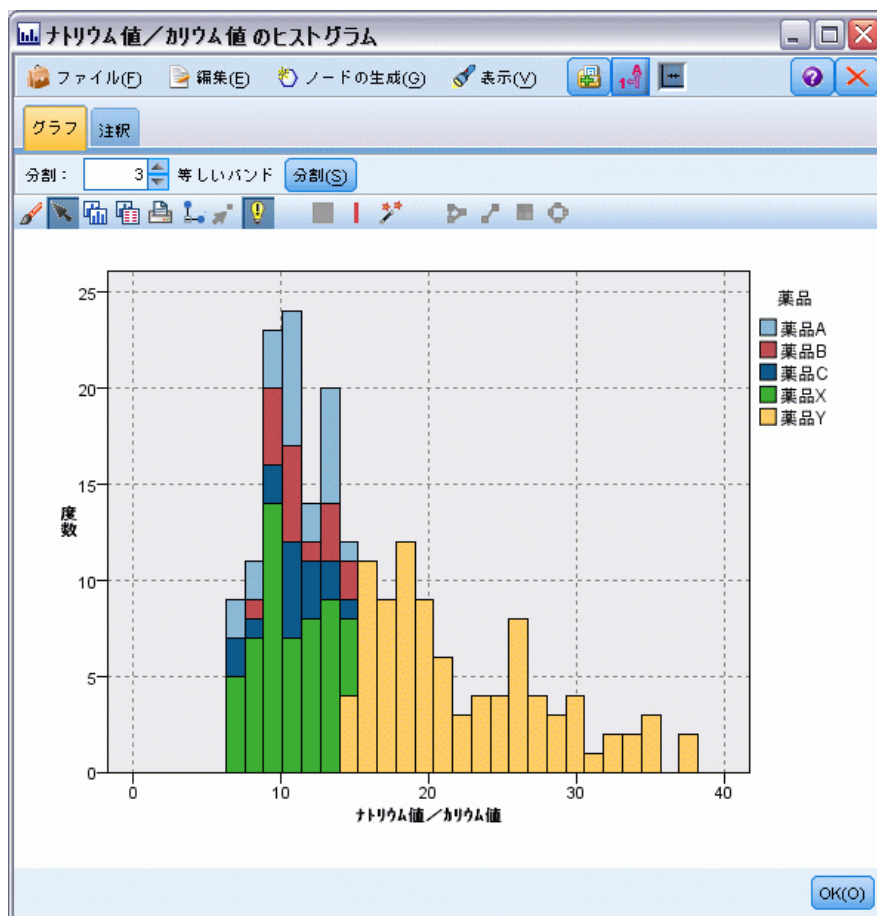 ナトリウム値／カリウム値 のヒストグラム
ファイル(F) 編集(E) ノードの生成(G) 表示(V)
グラフ 注釈
分割： 3 等しいバンド 分割(S)
25
20
15
10
5
0
度数
0 10 20 30 40
ナトリウム値／カリウム値
薬品
薬品A
薬品B
薬品C
薬品X
薬品Y
OK(O)